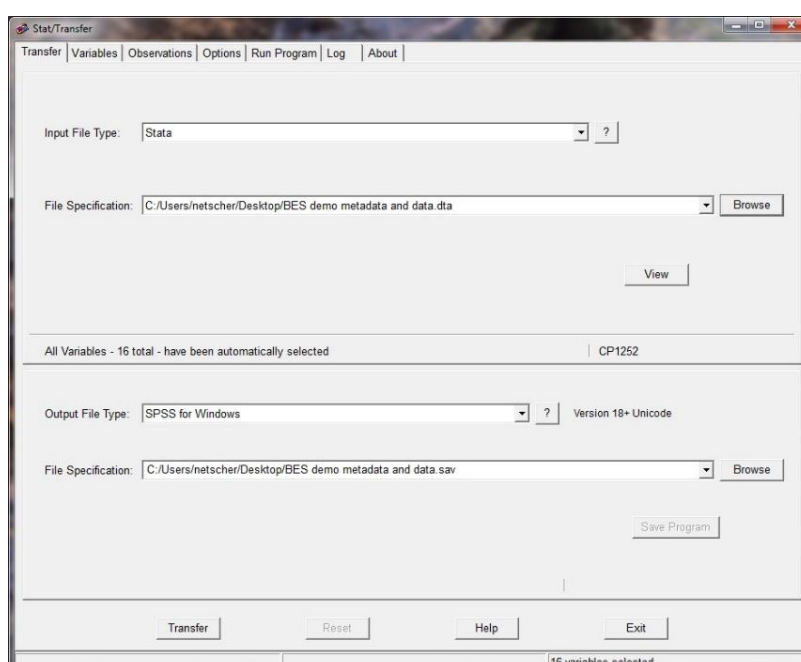 Stat/Transfer
Transfer Variables Observations Options Run Program Log About
Input File Type: Stata ?
File Specification: C:/Users/netscher/Desktop/BES demo metadata and data.dta Browse
View
All Variables - 16 total - have been automatically selected CP1252
Output File Type: SPSS for Windows ? Version 18+ Unicode
File Specification: C:/Users/netscher/Desktop/BES demo metadata and data.sav Browse
Save Program
Transfer Reset Help Exit
16 variables selected